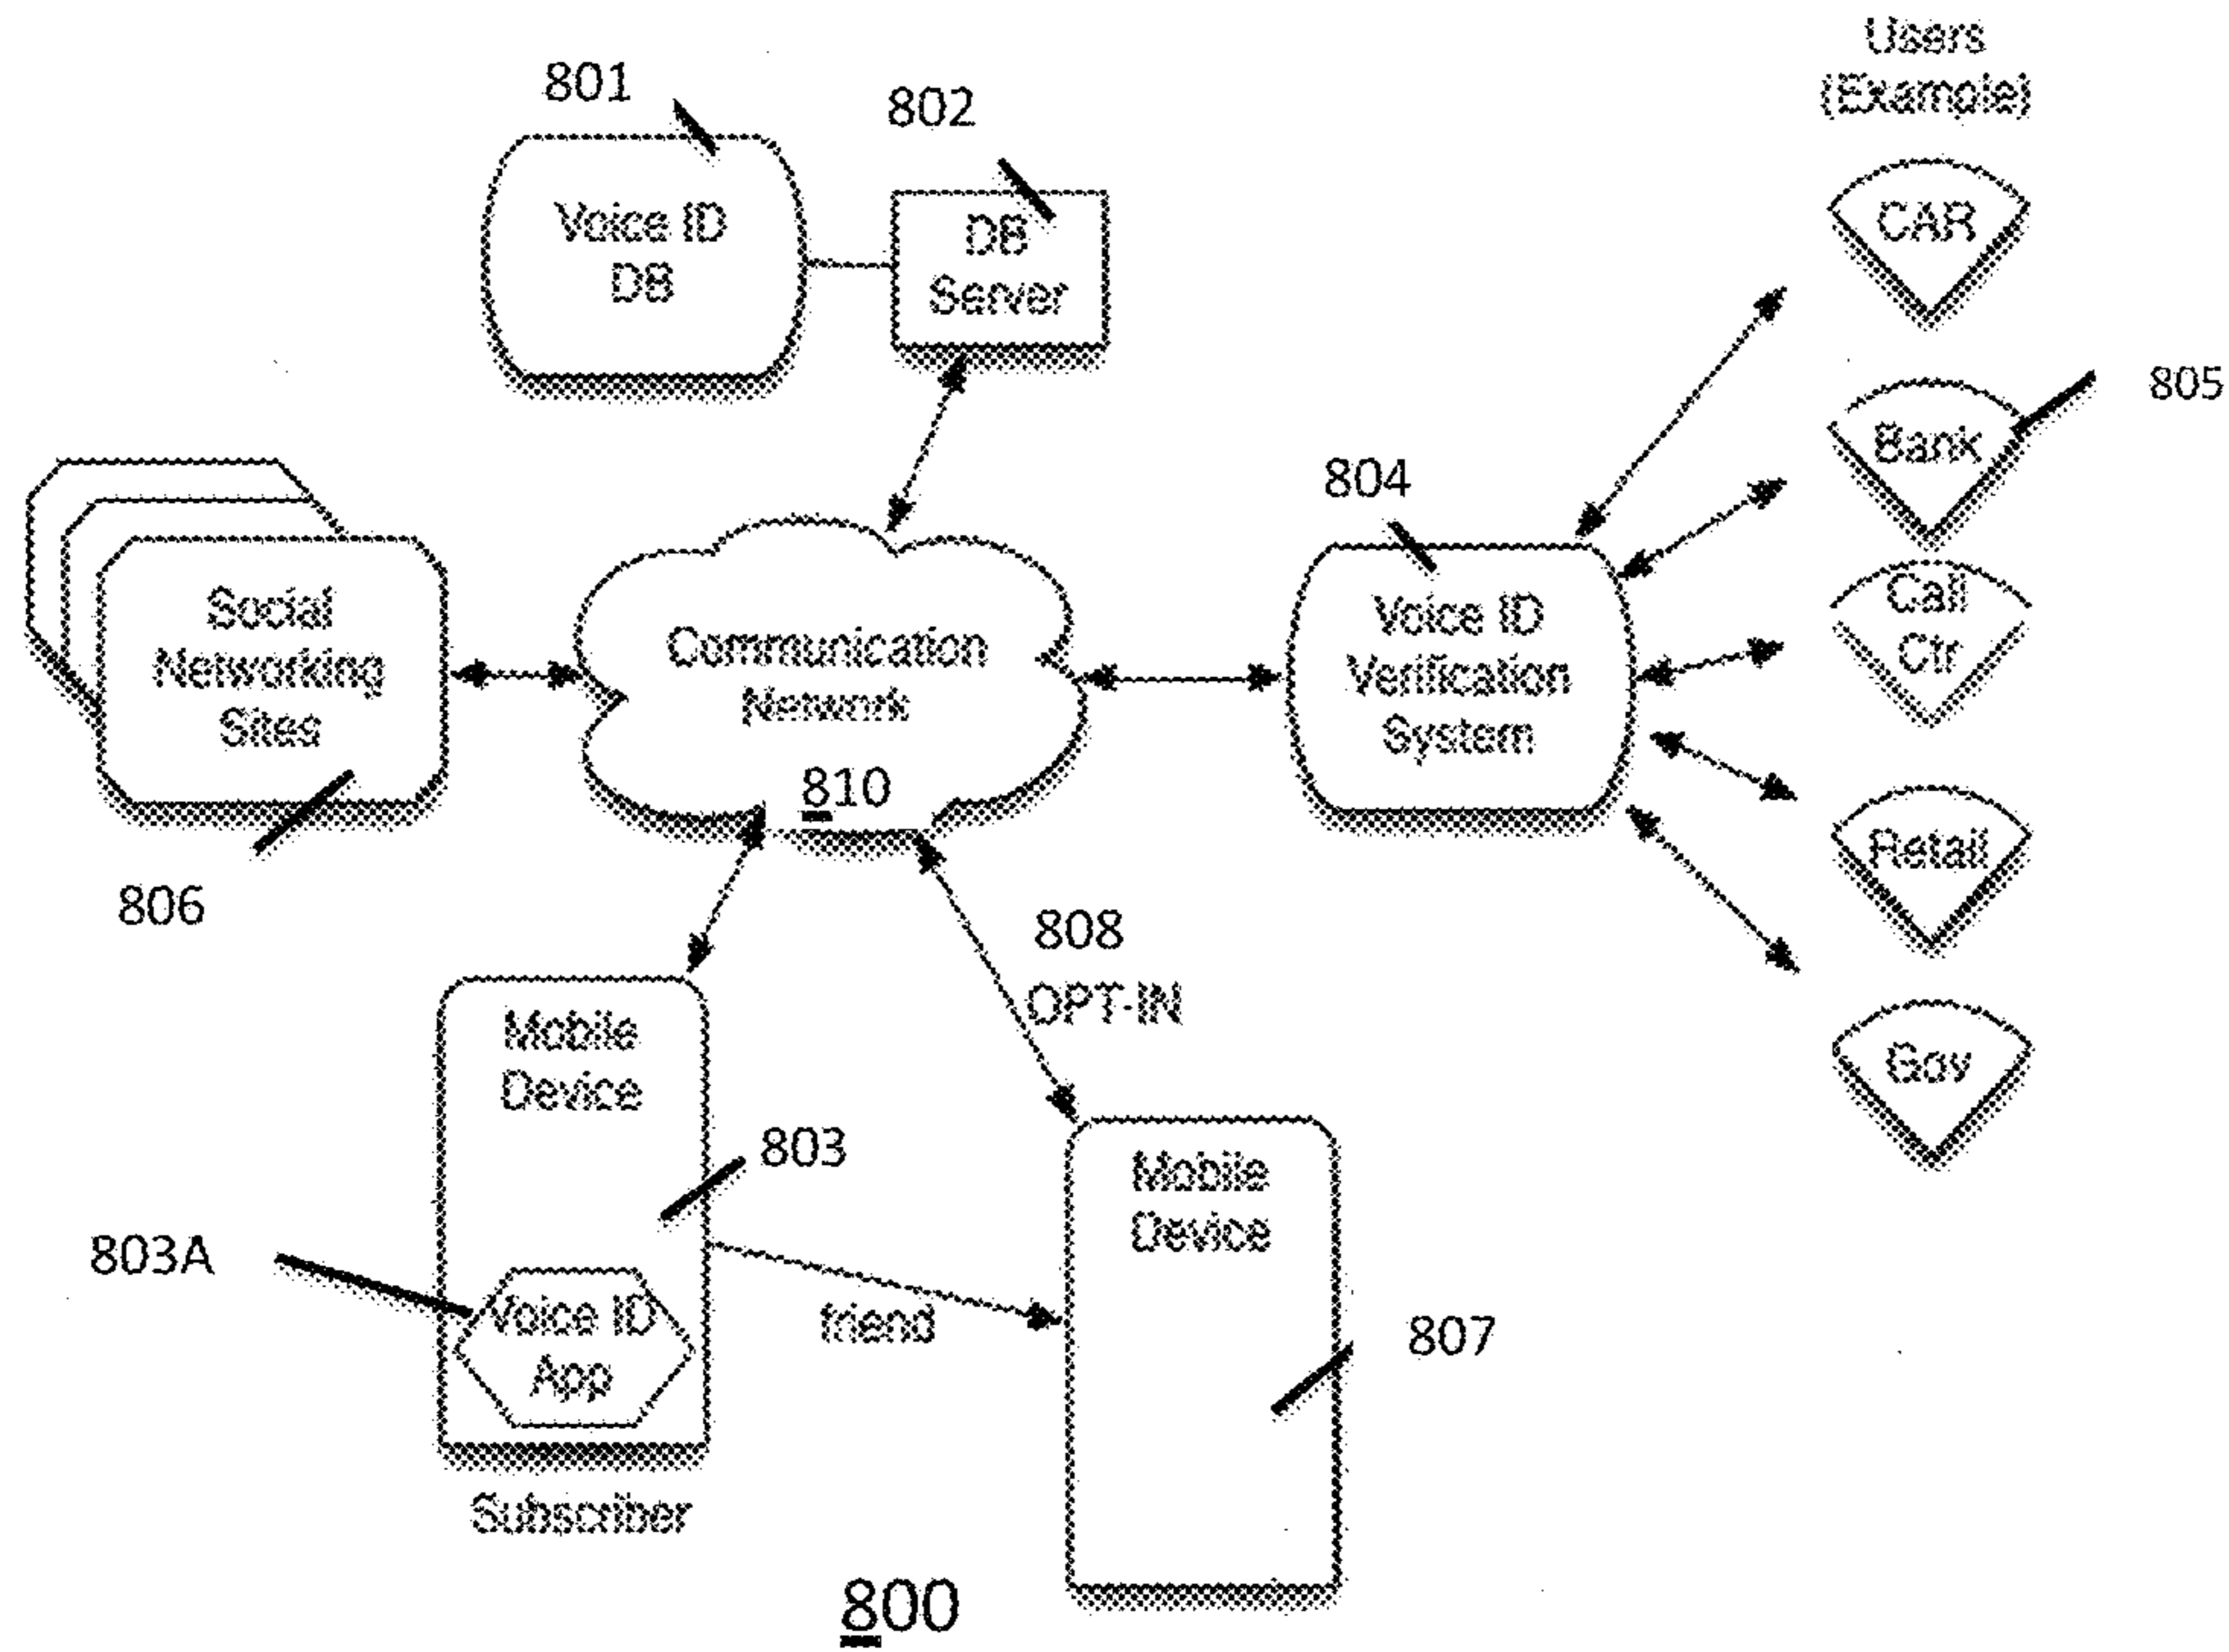 Users
(Example)
801
802
Voice ID
DB
DB
Server
CAR
Bank
805
804
Call
Ctr
Social
Networking
Sites
Communication
Network
810
Voice ID
Verification
System
Retail
806
808
OPT-IN
Mobile
Device
Gov
803
Mobile
Device
803A
Voice ID
App
friend
807
Subscriber
800